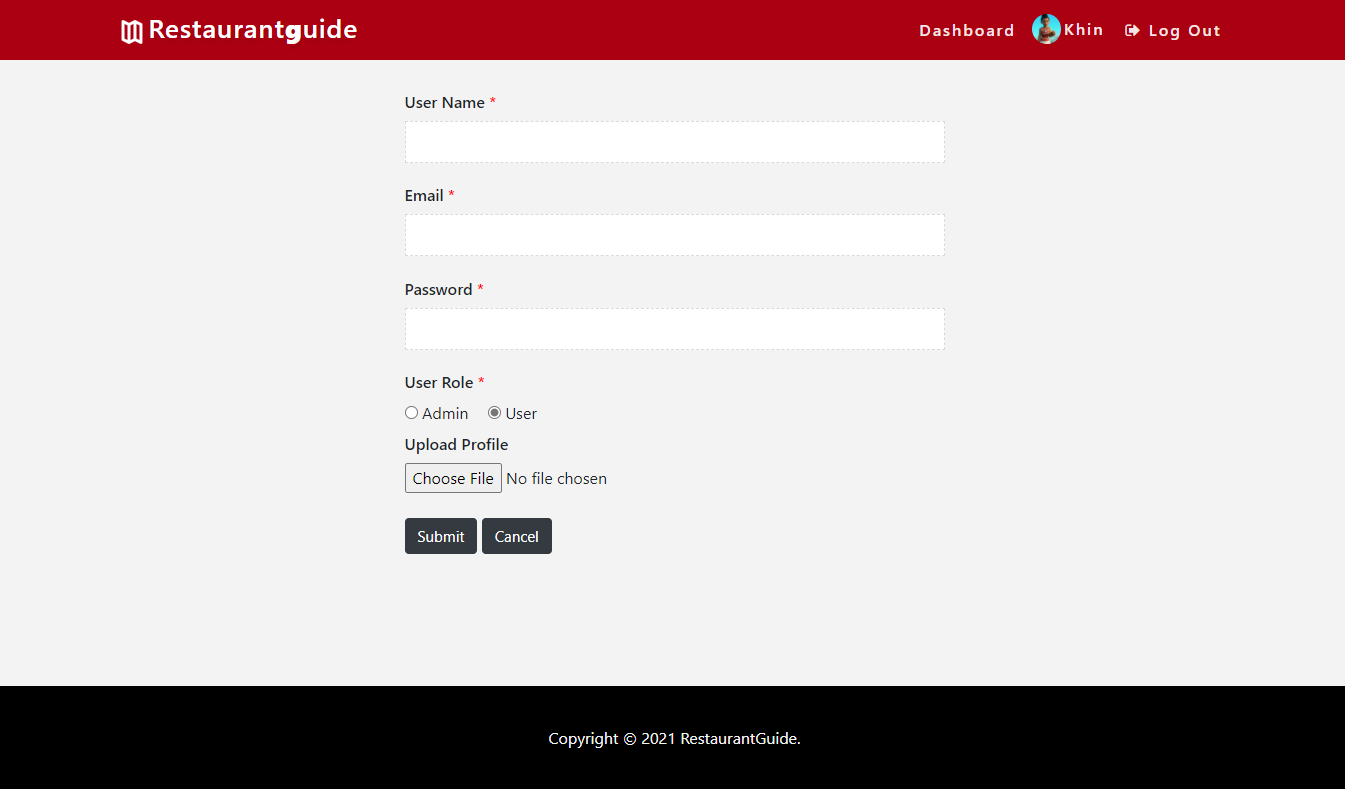 Restaurantguide
Dashboard Khin Log Out
User Name *
Email *
Password *
User Role *
Admin User
Upload Profile
Choose File No file chosen
Submit Cancel
Copyright © 2021 RestaurantGuide.